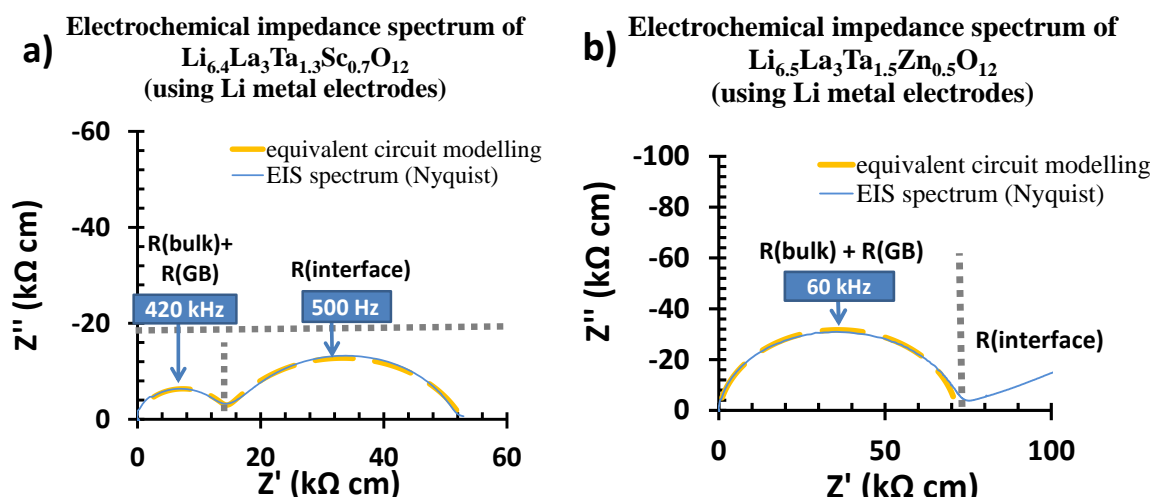 a)
Electrochemical impedance spectrum of
Li6.4La3Ta1.3Sc0.7O12
(using Li metal electrodes)
-60
-40
-20
0
Z'' (kΩ cm)
equivalent circuit modelling
EIS spectrum (Nyquist)
R(bulk)+
R(GB)
420 kHz
R(interface)
500 Hz
0
20
40
60
Z' (kΩ cm)
b)
Electrochemical impedance spectrum of
Li6.5La3Ta1.5Zn0.5O12
(using Li metal electrodes)
-100
-80
-60
-40
-20
0
Z'' (kΩ cm)
equivalent circuit modelling
EIS spectrum (Nyquist)
R(bulk) + R(GB)
60 kHz
R(interface)
0
50
100
Z' (kΩ cm)